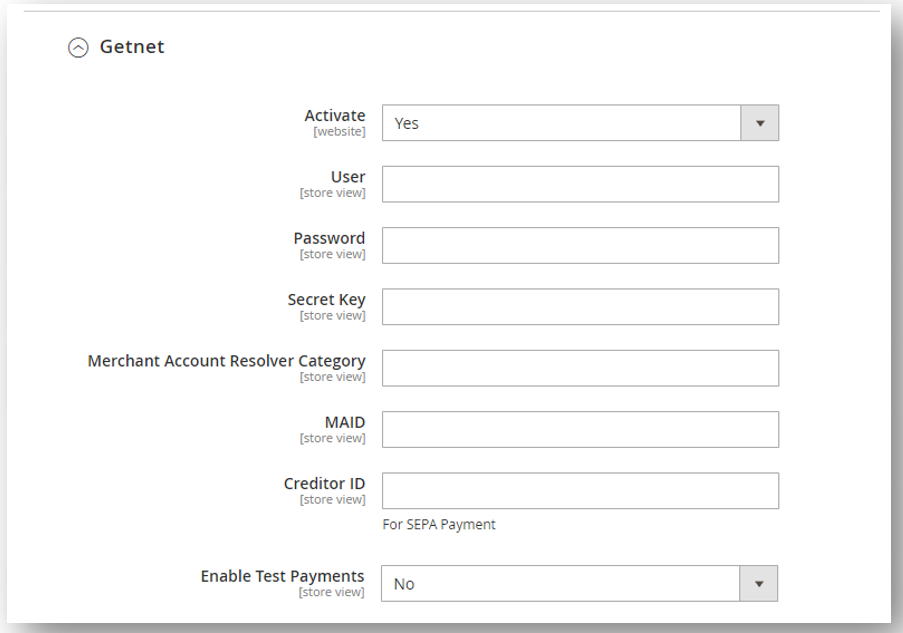 Getnet
Activate
[website]
Yes
User
[store view]
Password
[store view]
Secret Key
[store view]
Merchant Account Resolver Category
[store view]
MAID
[store view]
Creditor ID
[store view]
For SEPA Payment
Enable Test Payments
[store view]
No